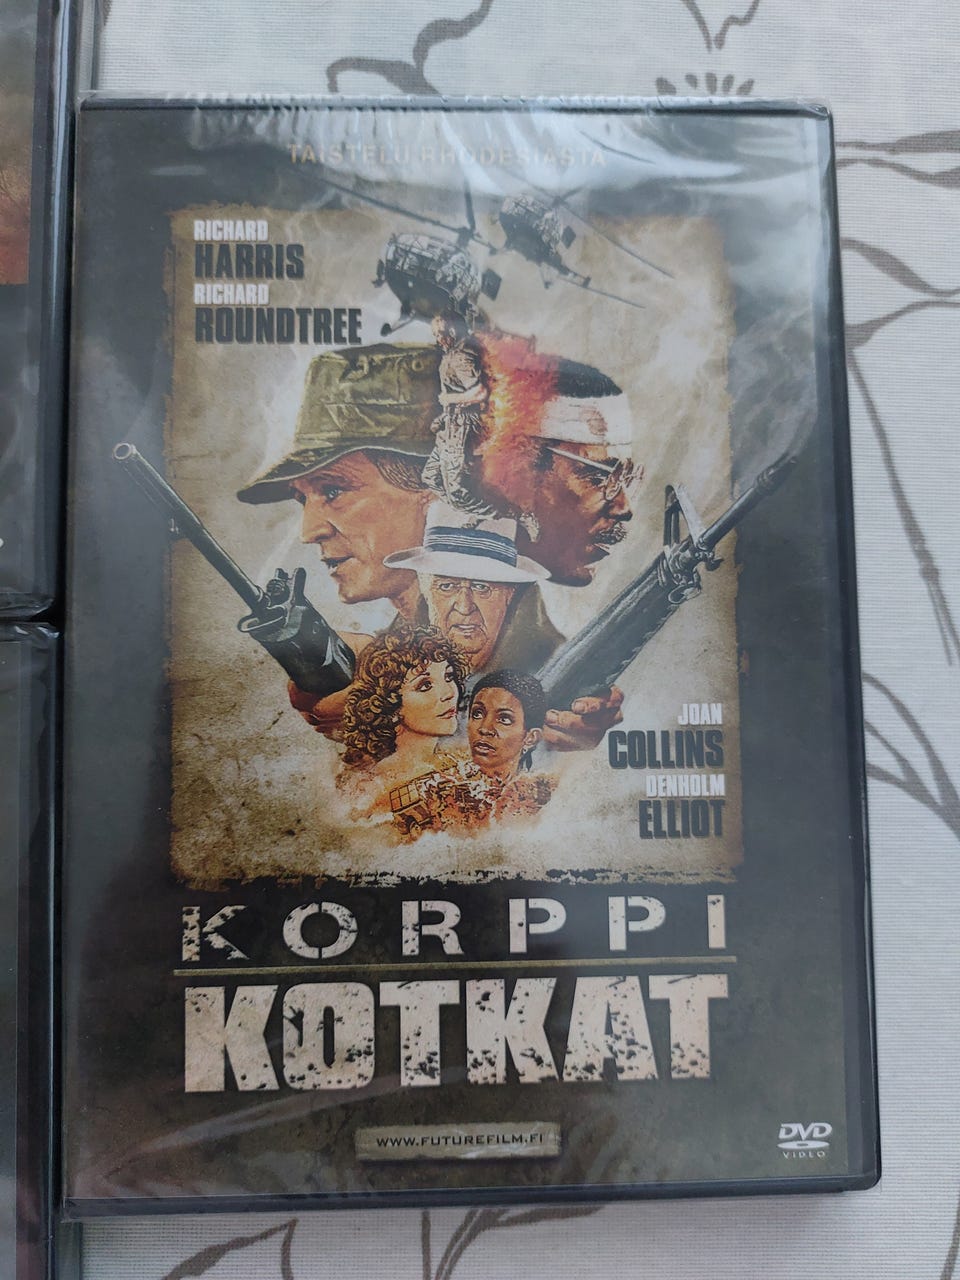 TAISTELU RHODESIASTA
RICHARD
HARRIS
RICHARD
ROUNDTREE
JOAN
COLLINS
DENHOLM
ELLIOT
KORPPI
KOTKAT
WWW.FUTUREFILM.FI
DVD
VIDEO